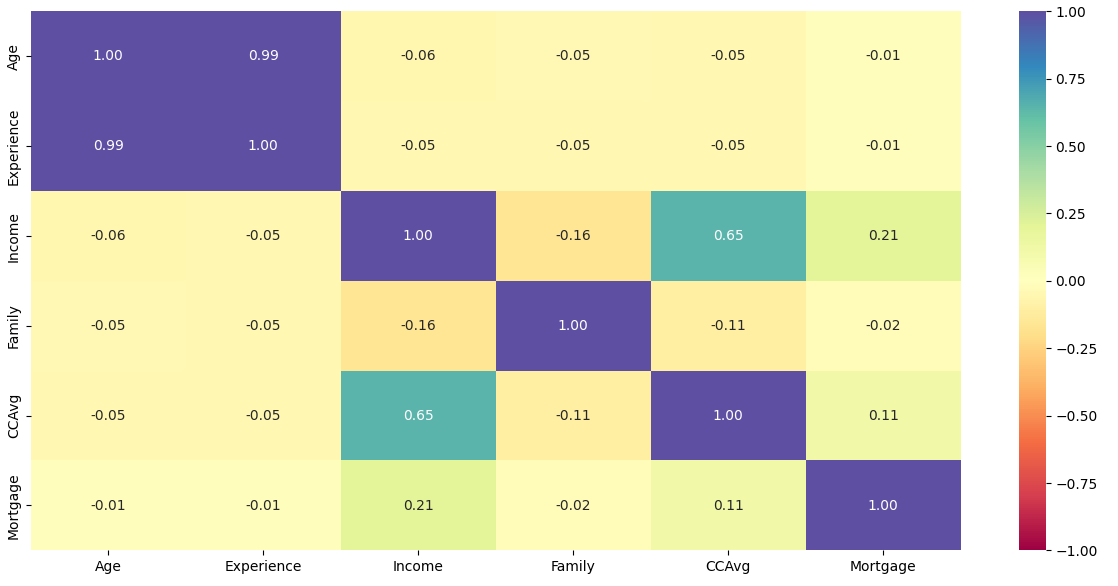 Age 1.00 0.99 -0.06 -0.05 -0.05 -0.01
Experience 0.99 1.00 -0.05 -0.05 -0.05 -0.01
Income -0.06 -0.05 1.00 -0.16 0.65 0.21
Family -0.05 -0.05 -0.16 1.00 -0.11 -0.02
CCAvg -0.05 -0.05 0.65 -0.11 1.00 0.11
Mortgage -0.01 -0.01 0.21 -0.02 0.11 1.00
Age Experience Income Family CCAvg Mortgage
1.00
0.75
0.50
0.25
0.00
−0.25
−0.50
−0.75
−1.00